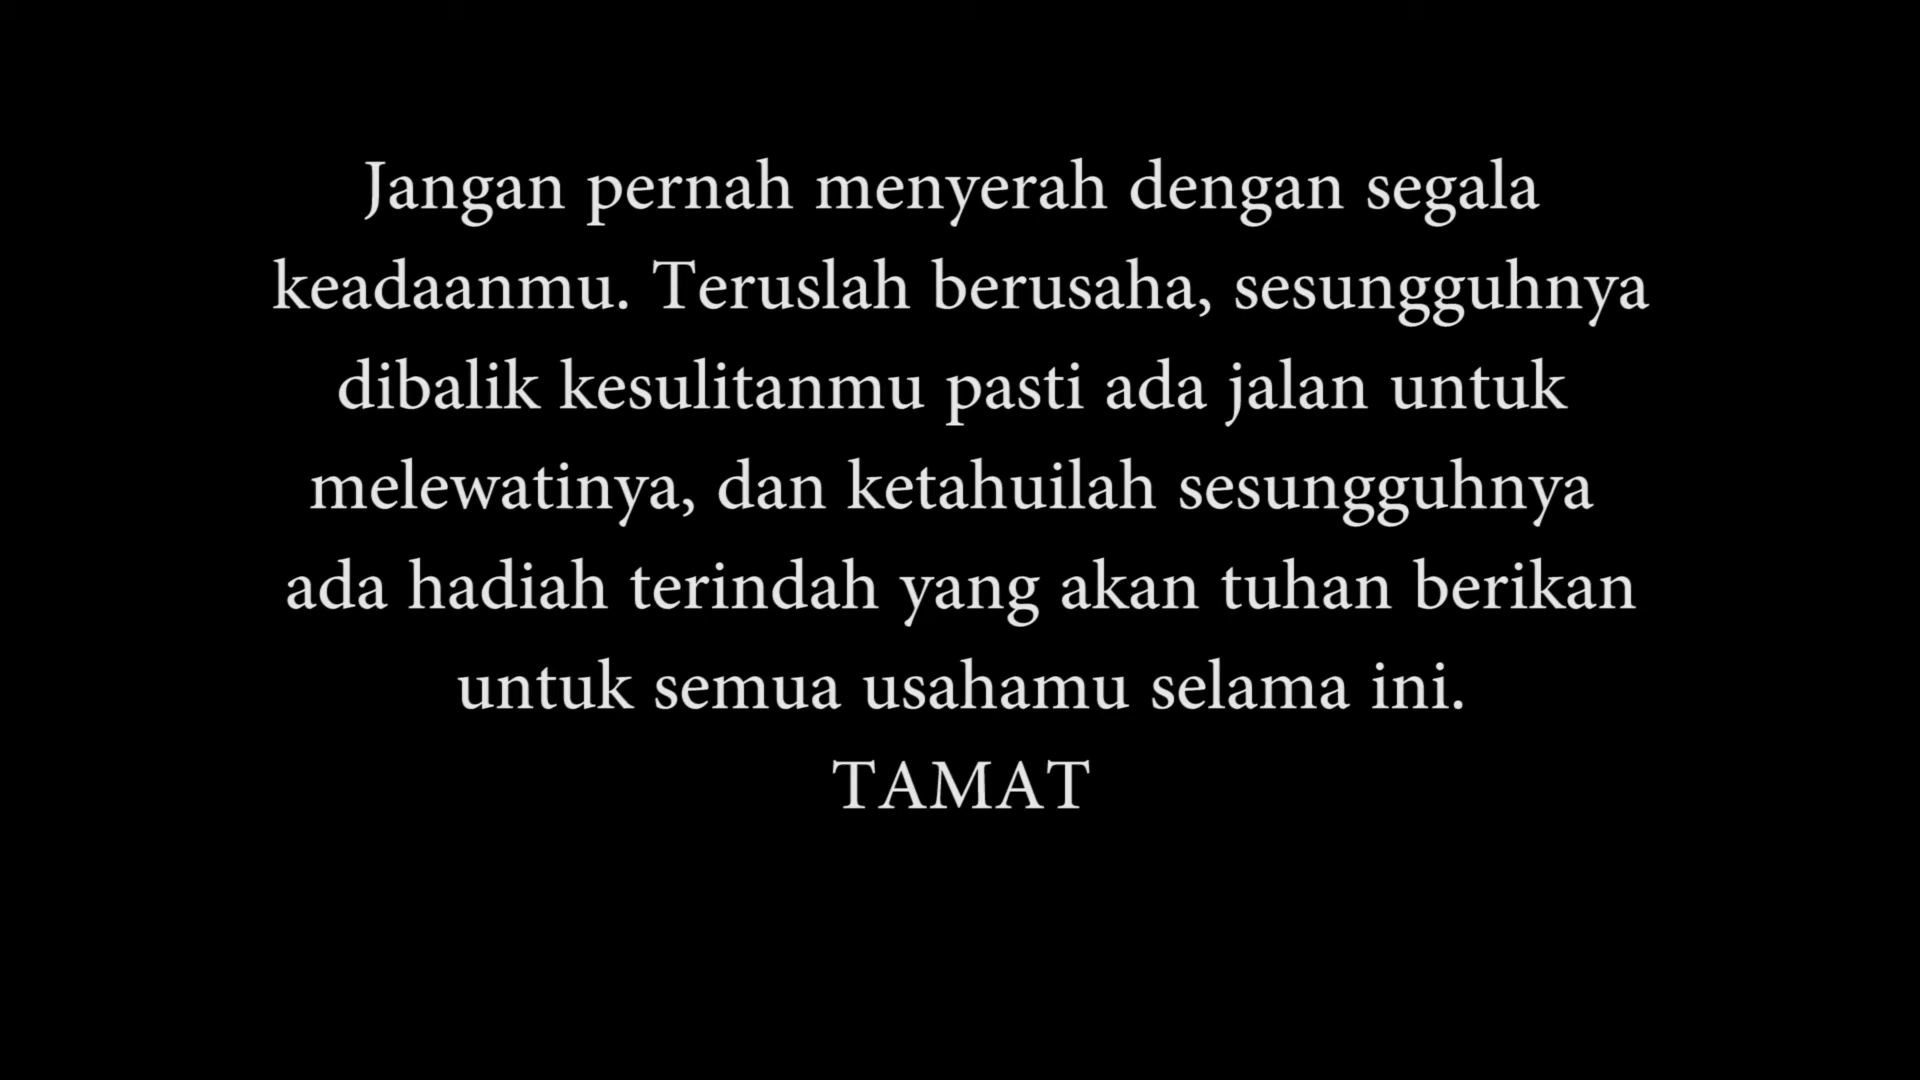 Jangan pernah menyerah dengan segala
keadaanmu. Teruslah berusaha, sesungguhnya
dibalik kesulitanmu pasti ada jalan untuk
melewatinya, dan ketahuilah sesungguhnya
ada hadiah terindah yang akan tuhan berikan
untuk semua usahamu selama ini.
TAMAT